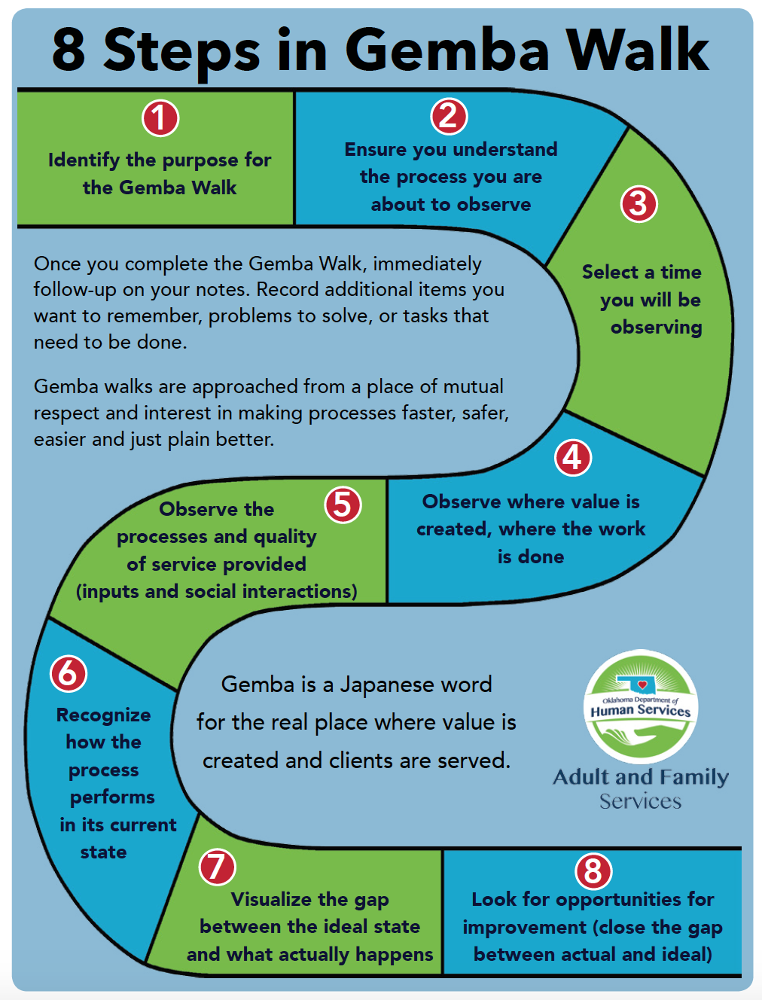 8 Steps in Gemba Walk
1
Identify the purpose for
the Gemba Walk
2
Ensure you understand
the process you are
about to observe
3
Select a time
you will be
observing
Once you complete the Gemba Walk, immediately
follow-up on your notes. Record additional items you
want to remember, problems to solve, or tasks that
need to be done.
Gemba walks are approached from a place of mutual
respect and interest in making processes faster, safer,
easier and just plain better.
4
Observe where value is
created, where the work
is done
5
Observe the
processes and quality
of service provided
(inputs and social interactions)
6
Recognize
how the
process
performs
in its current
state
Gemba is a Japanese word
for the real place where value is
created and clients are served.
Oklahoma Department of
Human Services
Adult and Family
Services
7
Visualize the gap
between the ideal state
and what actually happens
8
Look for opportunities for
improvement (close the gap
between actual and ideal)